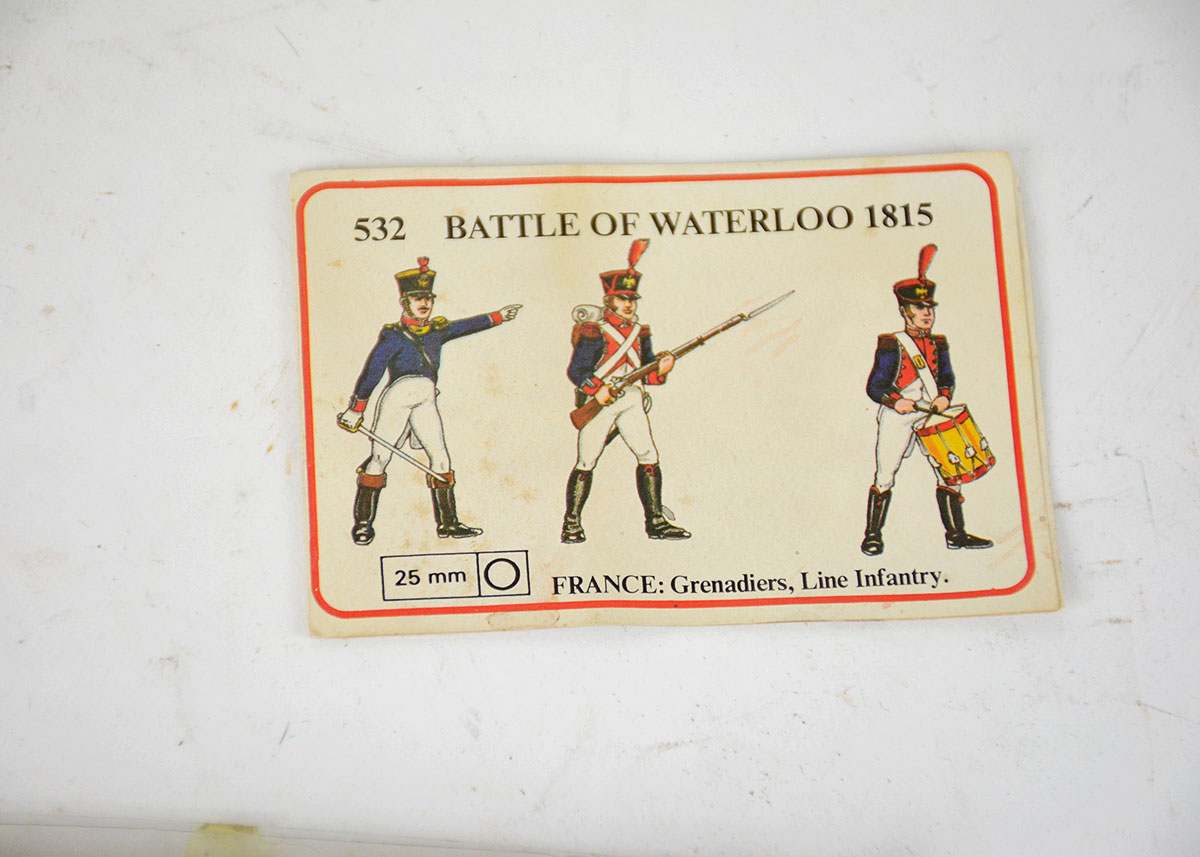 532 BATTLE OF WATERLOO 1815
25 mm
FRANCE: Grenadiers, Line Infantry.